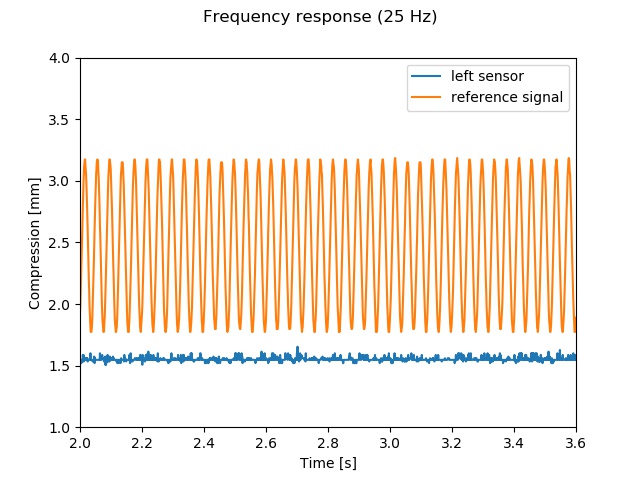 Frequency response (25 Hz)
left sensor
reference signal
4.0
3.5
3.0
2.5
2.0
1.5
1.0
Compression [mm]
2.0 2.2 2.4 2.6 2.8 3.0 3.2 3.4 3.6
Time [s]